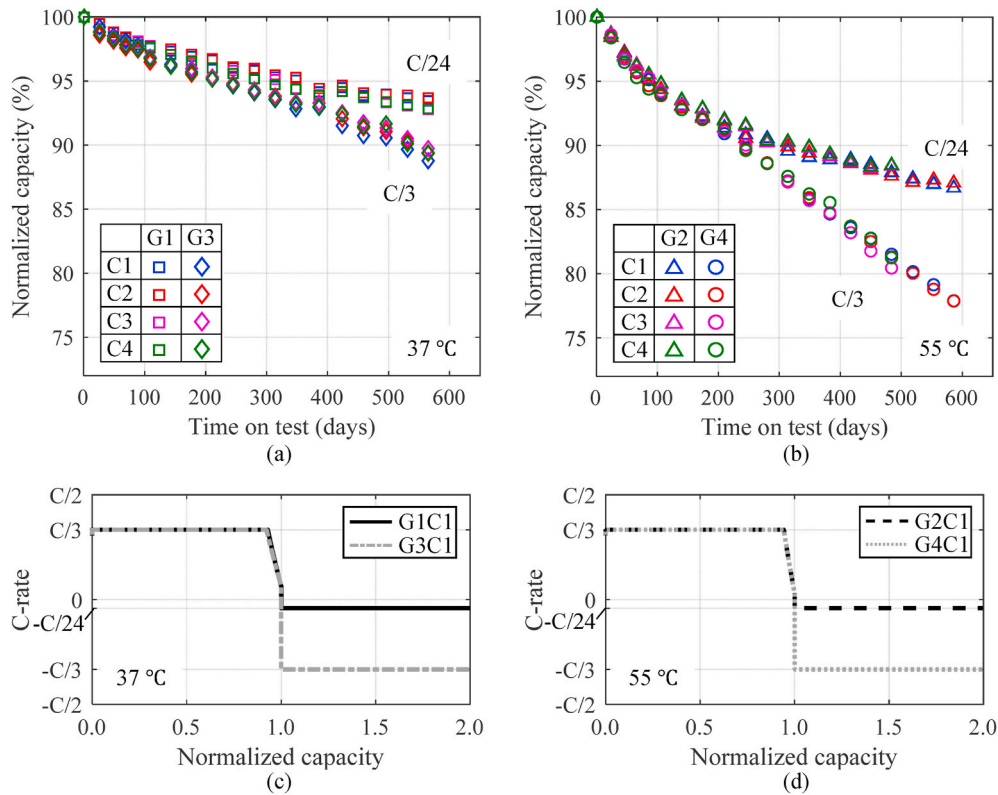 100
95
90
85
80
75
Normalized capacity (%)
C/24
C/3
G1 G3
C1
C2
C3
C4
37 ℃
0 100 200 300 400 500 600
Time on test (days)
(a)
100
95
90
85
80
75
Normalized capacity (%)
C/24
C/3
G2 G4
C1
C2
C3
C4
55 ℃
0 100 200 300 400 500 600
Time on test (days)
(b)
C/2
C/3
0
-C/24
-C/3
-C/2
C-rate
G1C1
G3C1
37 ℃
0.0 0.5 1.0 1.5 2.0
Normalized capacity
(c)
C/2
C/3
0
-C/24
-C/3
-C/2
C-rate
G2C1
G4C1
55 ℃
0.0 0.5 1.0 1.5 2.0
Normalized capacity
(d)